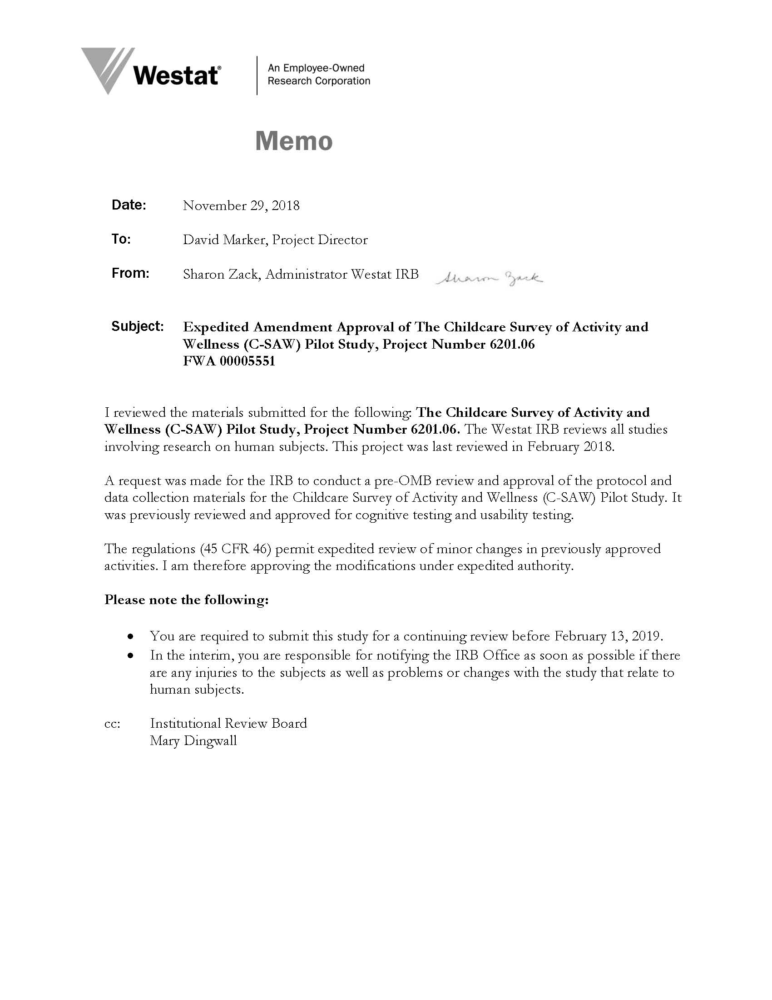 Westat®
An Employee-Owned
Research Corporation
Memo
Date: November 29, 2018
To: David Marker, Project Director
From: Sharon Zack, Administrator Westat IRB Sharon Zack
Subject: Expedited Amendment Approval of The Childcare Survey of Activity and
Wellness (C-SAW) Pilot Study, Project Number 6201.06
FWA 00005551
I reviewed the materials submitted for the following: The Childcare Survey of Activity and
Wellness (C-SAW) Pilot Study, Project Number 6201.06. The Westat IRB reviews all studies
involving research on human subjects. This project was last reviewed in February 2018.
A request was made for the IRB to conduct a pre-OMB review and approval of the protocol and
data collection materials for the Childcare Survey of Activity and Wellness (C-SAW) Pilot Study. It
was previously reviewed and approved for cognitive testing and usability testing.
The regulations (45 CFR 46) permit expedited review of minor changes in previously approved
activities. I am therefore approving the modifications under expedited authority.
Please note the following:
• You are required to submit this study for a continuing review before February 13, 2019.
• In the interim, you are responsible for notifying the IRB Office as soon as possible if there
are any injuries to the subjects as well as problems or changes with the study that relate to
human subjects.
cc: Institutional Review Board
Mary Dingwall